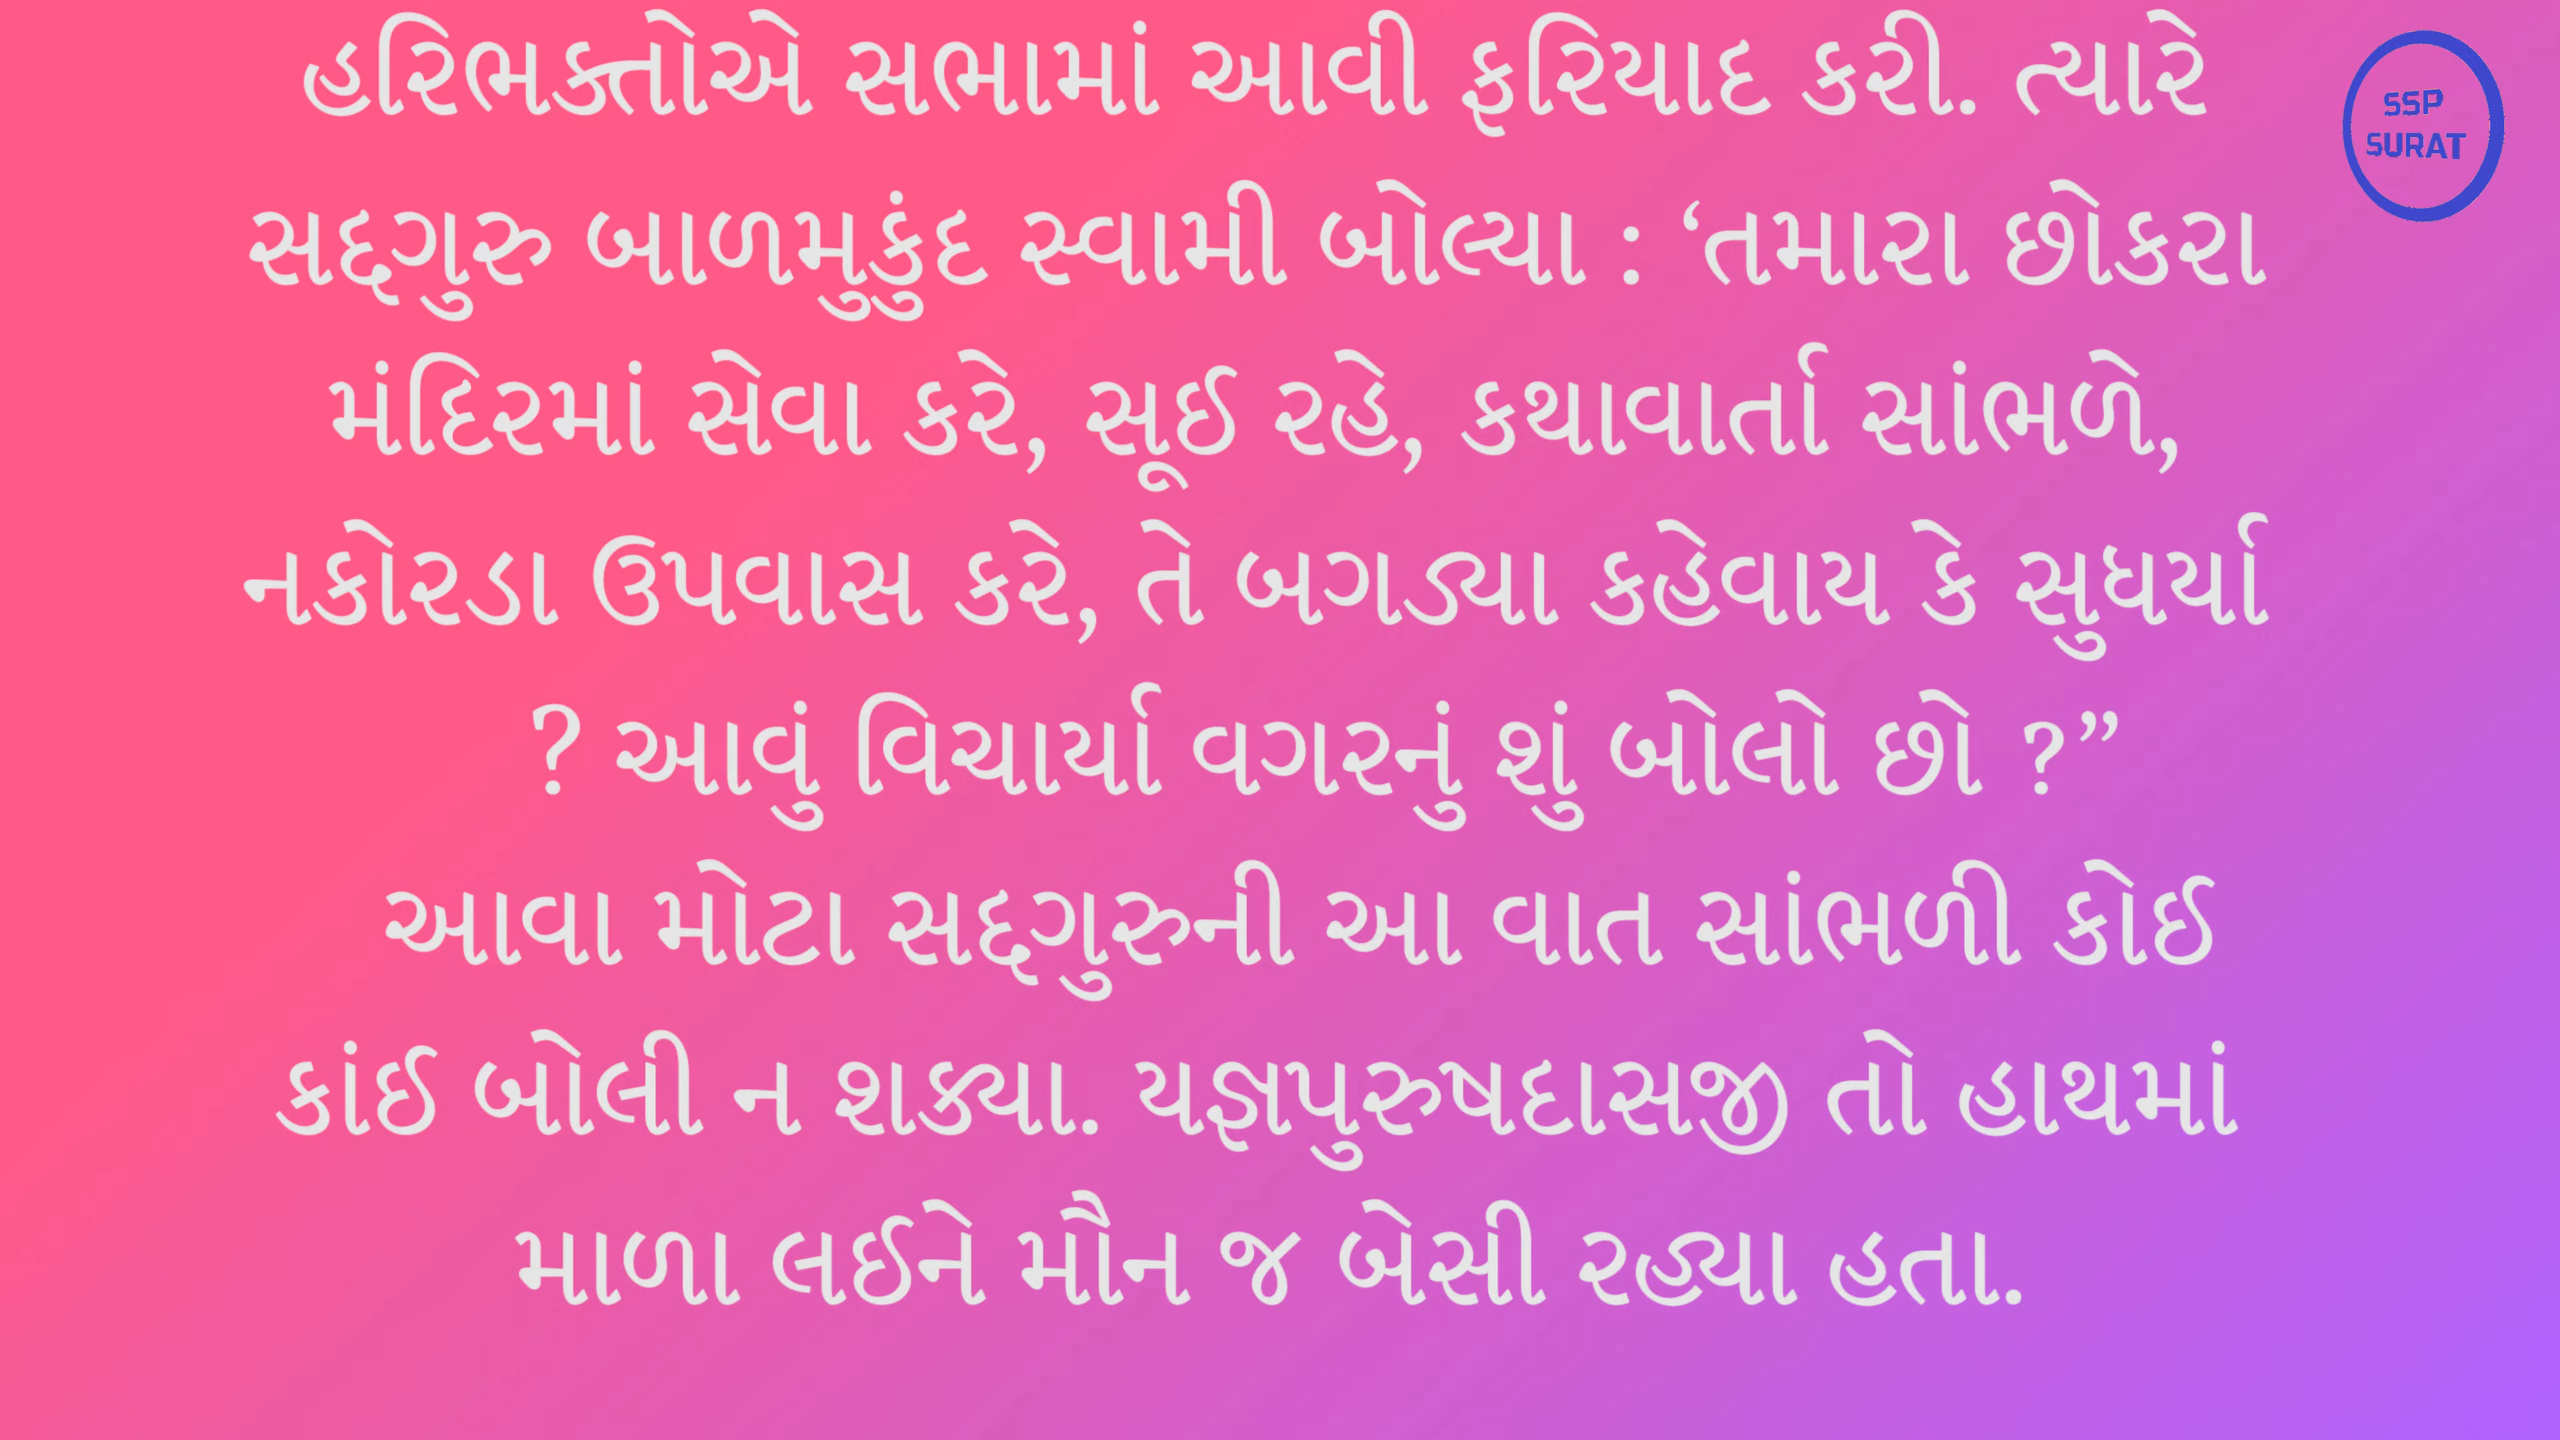 હરિભક્તોએ સભામાં આવી ફરિયાદ કરી. ત્યારે
SSP
SURAT
સદ્દગુરુ બાળમુકુંદ સ્વામી બોલ્યા : ‘તમારા છોકરા
મંદિરમાં સેવા કરે, સૂઈ રહે, કથાવાર્તા સાંભળે,
નકોરડા ઉપવાસ કરે, તે બગડ્યા કહેવાય કે સુધર્યા
? આવું વિચાર્યા વગરનું શું બોલો છો ?”
આવા મોટા સદ્દગુરુની આ વાત સાંભળી કોઈ
કાંઈ બોલી ન શક્યા. યજ્ઞપુરુષદાસજી તો હાથમાં
માળા લઈને મૌન જ બેસી રહ્યા હતા.